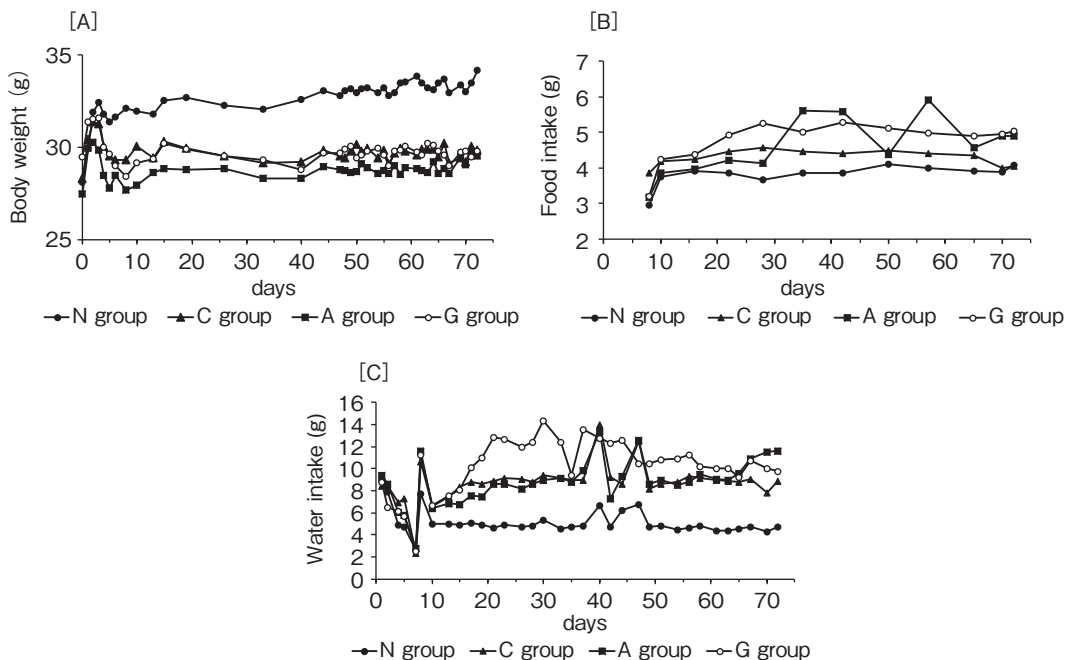 [A]
Body weight (g)
35
30
25
0 10 20 30 40 50 60 70
days
N group C group A group G group
[B]
Food intake (g)
7
6
5
4
3
2
0 10 20 30 40 50 60 70
days
N group C group A group G group
[C]
Water intake (g)
16
14
12
10
8
6
4
2
0
0 10 20 30 40 50 60 70
days
N group C group A group G group